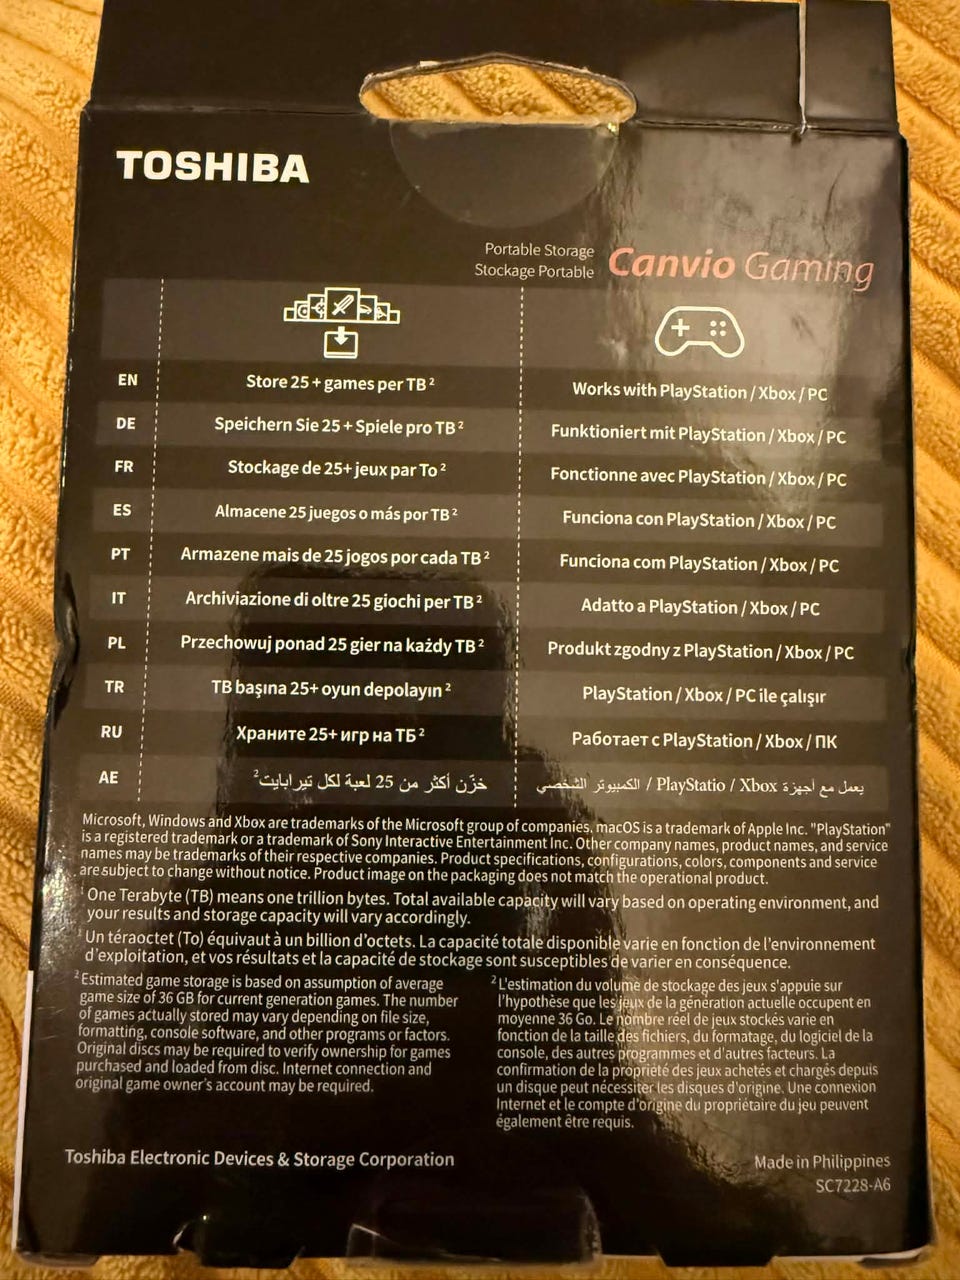 TOSHIBA
Portable Storage
Stockage Portable
Canvio Gaming
EN
Store 25+ games per TB²
Works with PlayStation / Xbox / PC
DE
Speichern Sie 25+ Spiele pro TB²
Funktioniert mit PlayStation / Xbox / PC
FR
Stockage de 25+ jeux par To²
Fonctionne avec PlayStation / Xbox / PC
ES
Almacene 25 juegos o más por TB²
Funciona con PlayStation / Xbox / PC
PT
Armazene mais de 25 jogos por cada TB²
Funciona com PlayStation / Xbox / PC
IT
Archiviazione di oltre 25 giochi per TB²
Adatto a PlayStation / Xbox / PC
PL
Przechowuj ponad 25 gier na każdy TB²
Produkt zgodny z PlayStation / Xbox / PC
TR
TB başına 25+ oyun depolayın²
PlayStation / Xbox / PC ile çalışır
RU
Храните 25+ игр на ТБ²
Работает с PlayStation / Xbox / ПК
AE
خزّن أكثر من 25 لعبة لكل تيرابايت²
يعمل مع أجهزة PlayStatio / Xbox / الكمبيوتر الشخصي
Microsoft, Windows and Xbox are trademarks of the Microsoft group of companies. macOS is a trademark of Apple Inc. "PlayStation"
is a registered trademark or a trademark of Sony Interactive Entertainment Inc. Other company names, product names, and service
names may be trademarks of their respective companies. Product specifications, configurations, colors, components and service
are subject to change without notice. Product image on the packaging does not match the operational product.
¹ One Terabyte (TB) means one trillion bytes. Total available capacity will vary based on operating environment, and
your results and storage capacity will vary accordingly.
¹ Un téraoctet (To) équivaut à un billion d'octets. La capacité totale disponible varie en fonction de l'environnement
d'exploitation, et vos résultats et la capacité de stockage sont susceptibles de varier en conséquence.
² Estimated game storage is based on assumption of average
game size of 36 GB for current generation games. The number
of games actually stored may vary depending on file size,
formatting, console software, and other programs or factors.
Original discs may be required to verify ownership for games
purchased and loaded from disc. Internet connection and
original game owner's account may be required.
² L'estimation du volume de stockage des jeux s'appuie sur
l'hypothèse que les jeux de la génération actuelle occupent en
moyenne 36 Go. Le nombre réel de jeux stockés varie en
fonction de la taille des fichiers, du formatage, du logiciel de la
console, des autres programmes et d'autres facteurs. La
confirmation de la propriété des jeux achetés et chargés depuis
un disque peut nécessiter les disques d'origine. Une connexion
Internet et le compte d'origine du propriétaire du jeu peuvent
également être requis.
Toshiba Electronic Devices & Storage Corporation
Made in Philippines
SC7228-A6